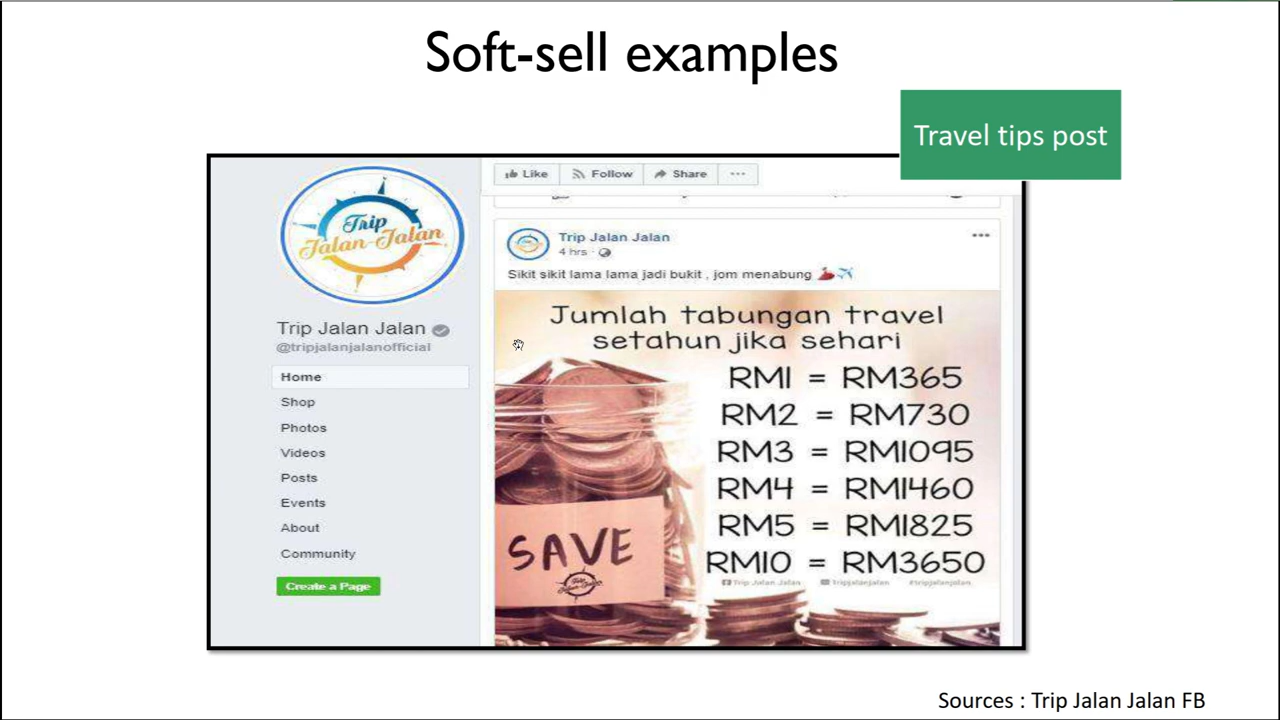 Soft-sell examples
Travel tips post
Trip
Jalan-Jalan
Trip Jalan Jalan
@tripjalanjalanofficial
Home
Shop
Photos
Videos
Posts
Events
About
Community
Create a Page
Like Follow Share ...
Trip Jalan Jalan
4 hrs ·
Sikit sikit lama lama jadi bukit , jom menabung
Jumlah tabungan travel
setahun jika sehari
RM1 = RM365
RM2 = RM730
RM3 = RM1095
RM4 = RM1460
RM5 = RM1825
RM10 = RM3650
Trip Jalan Jalan Tripjalanjalan #tripjalanjalan
SAVE
Sources : Trip Jalan Jalan FB